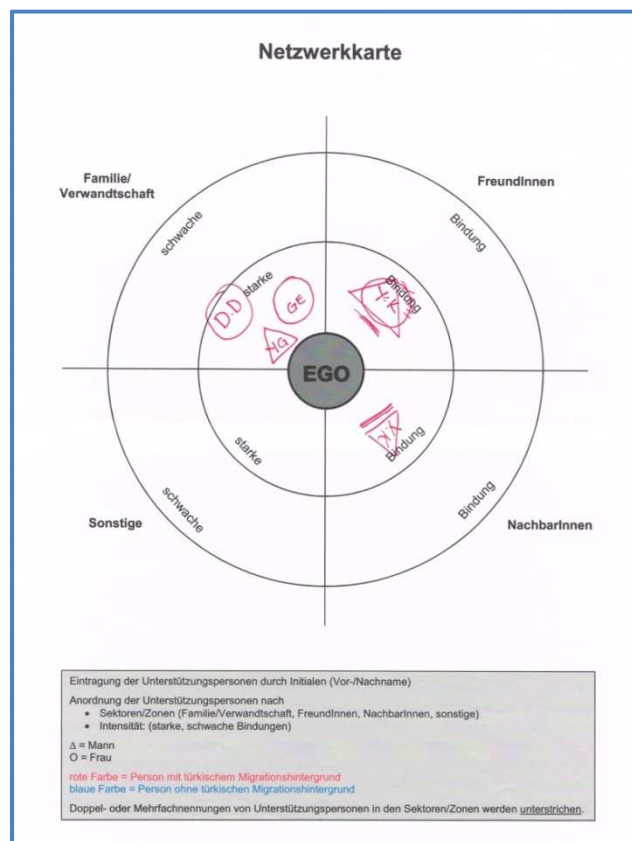 Netzwerkkarte
Familie/
Verwandtschaft
FreundInnen
schwache
Bindung
starke
Bindung
D.D
GE
YG
EGO
starke
Bindung
schwache
Bindung
Sonstige
NachbarInnen
Eintragung der Unterstützungspersonen durch Initialen (Vor-/Nachname)
Anordnung der Unterstützungspersonen nach
• Sektoren/Zonen (Familie/Verwandtschaft, FreundInnen, NachbarInnen, sonstige)
• Intensität: (starke, schwache Bindungen)
Δ = Mann
O = Frau
rote Farbe = Person mit türkischem Migrationshintergrund
blaue Farbe = Person ohne türkischen Migrationshintergrund
Doppel- oder Mehrfachnennungen von Unterstützungspersonen in den Sektoren/Zonen werden unterstrichen.